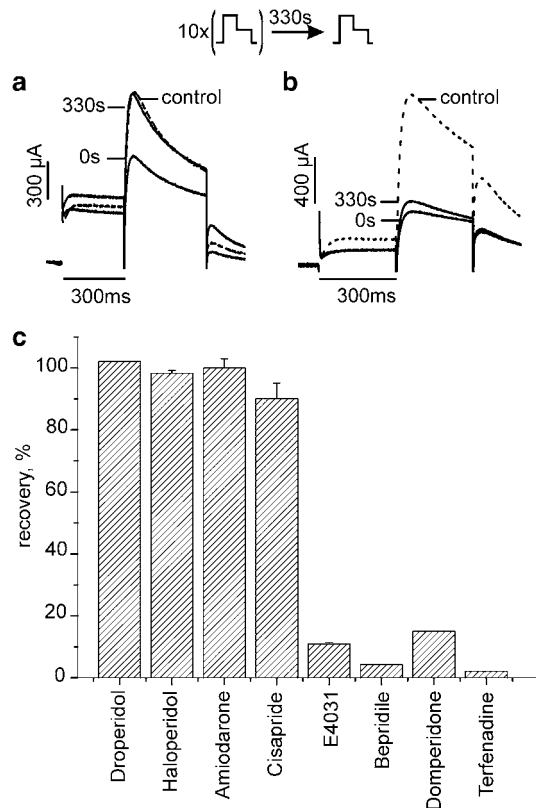 10x
330s
a
b
330s
control
0s
300 µA
300ms
control
400 µA
330s
0s
300ms
c
recovery, %
100
80
60
40
20
0
Droperidol
Haloperidol
Amiodarone
Cisapride
E4031
Bepridile
Domperidone
Terfenadine